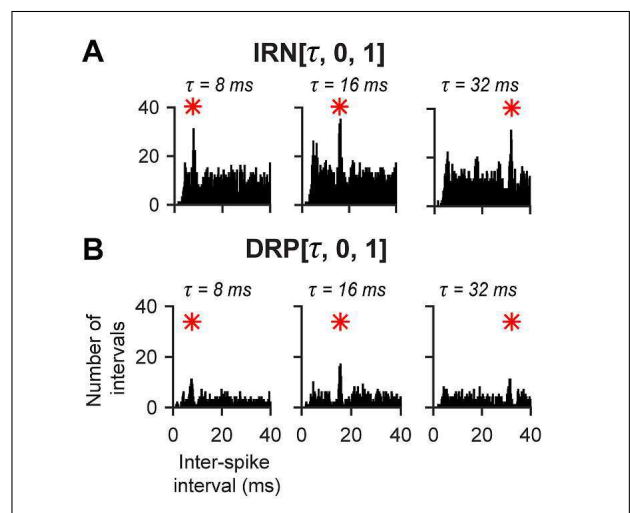 A
IRN[τ, 0, 1]
τ = 8 ms
τ = 16 ms
τ = 32 ms
40
20
0
B
DRP[τ, 0, 1]
τ = 8 ms
τ = 16 ms
τ = 32 ms
Number of
intervals
40
20
0
0 40
0 20 40
0 20 40
Inter-spike
interval (ms)